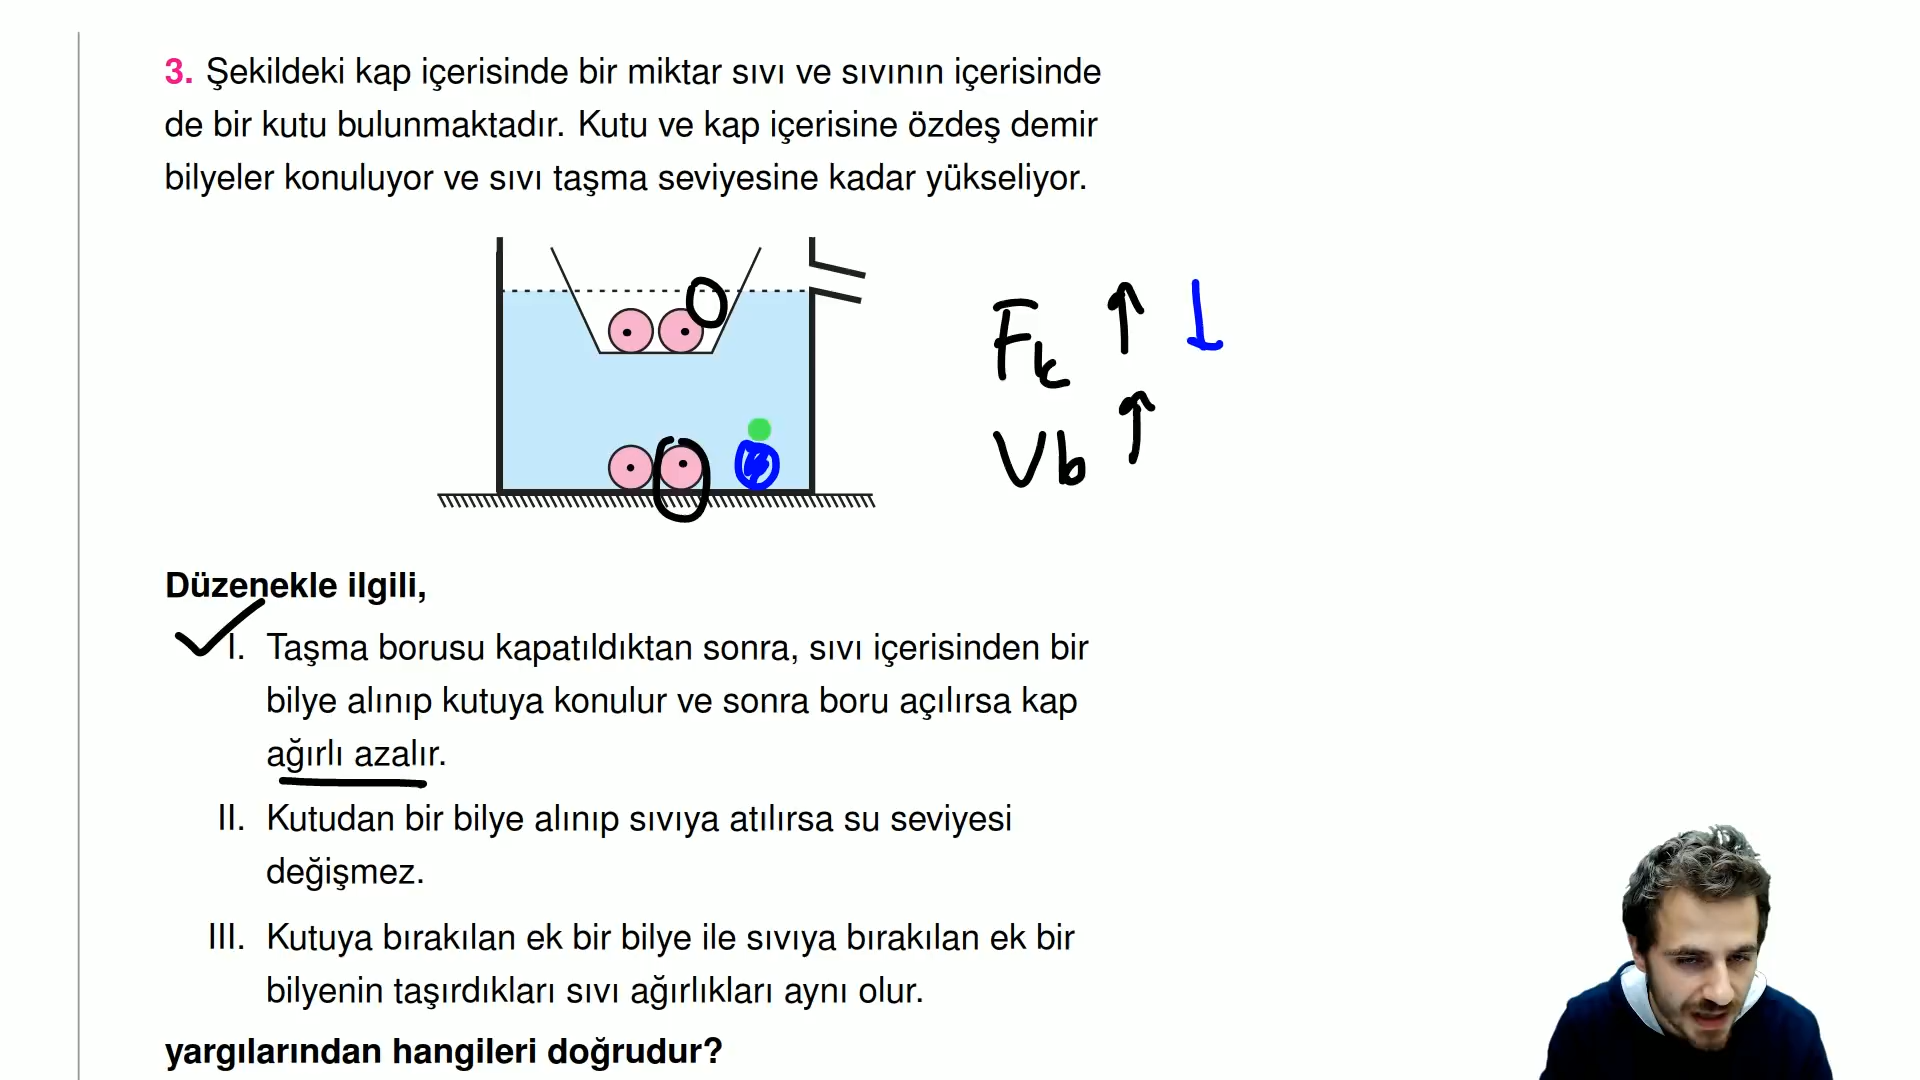 3. Şekildeki kap içerisinde bir miktar sıvı ve sıvının içerisinde
de bir kutu bulunmaktadır. Kutu ve kap içerisine özdeş demir
bilyeler konuluyor ve sıvı taşma seviyesine kadar yükseliyor.
Fk ↑ ↓
Vb ↑
Düzenekle ilgili,
I. Taşma borusu kapatıldıktan sonra, sıvı içerisinden bir
bilye alınıp kutuya konulur ve sonra boru açılırsa kap
ağırlı azalır.
II. Kutudan bir bilye alınıp sıvıya atılırsa su seviyesi
değişmez.
III. Kutuya bırakılan ek bir bilye ile sıvıya bırakılan ek bir
bilyenin taşırdıkları sıvı ağırlıkları aynı olur.
yargılarından hangileri doğrudur?